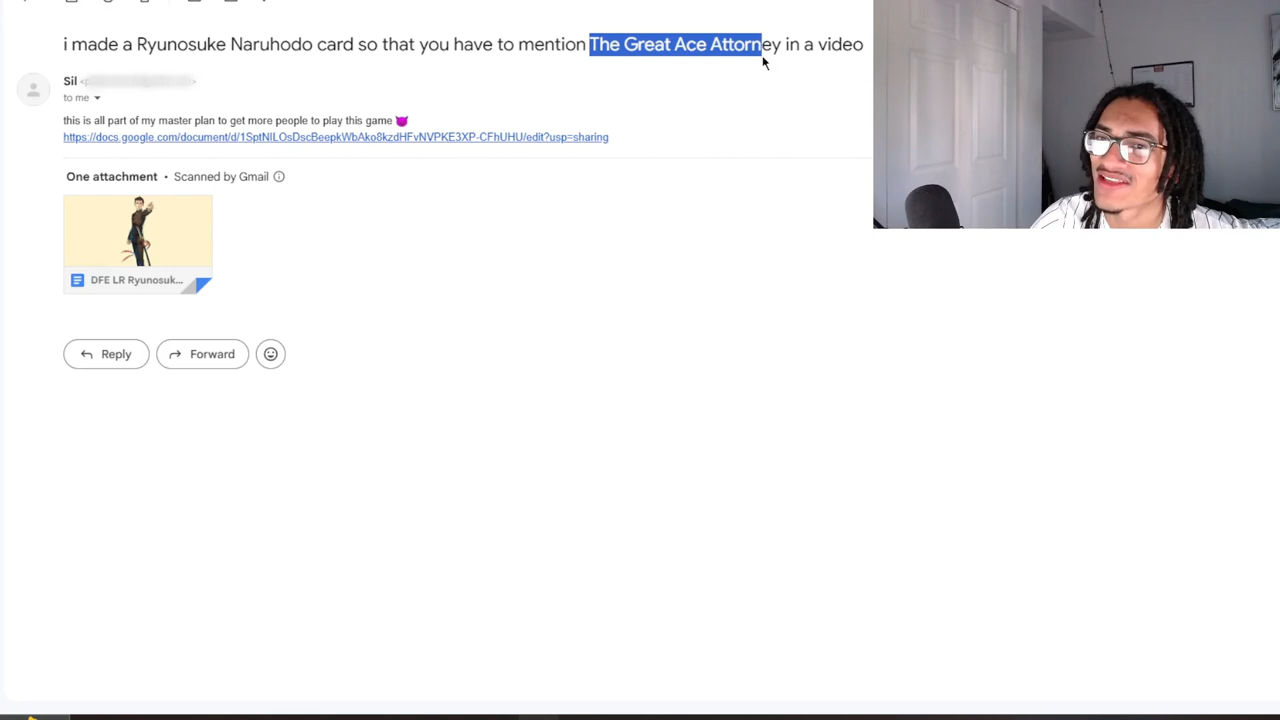 i made a Ryunosuke Naruhodo card so that you have to mention The Great Ace Attorney in a video
Sil
to me
this is all part of my master plan to get more people to play this game 😈
https://docs.google.com/document/d/1SptNILOsDscBeepkWbAko8kzdHFvNVPKE3XP-CFhUHU/edit?usp=sharing
One attachment • Scanned by Gmail
DFE LR Ryunosuk...
Reply
Forward